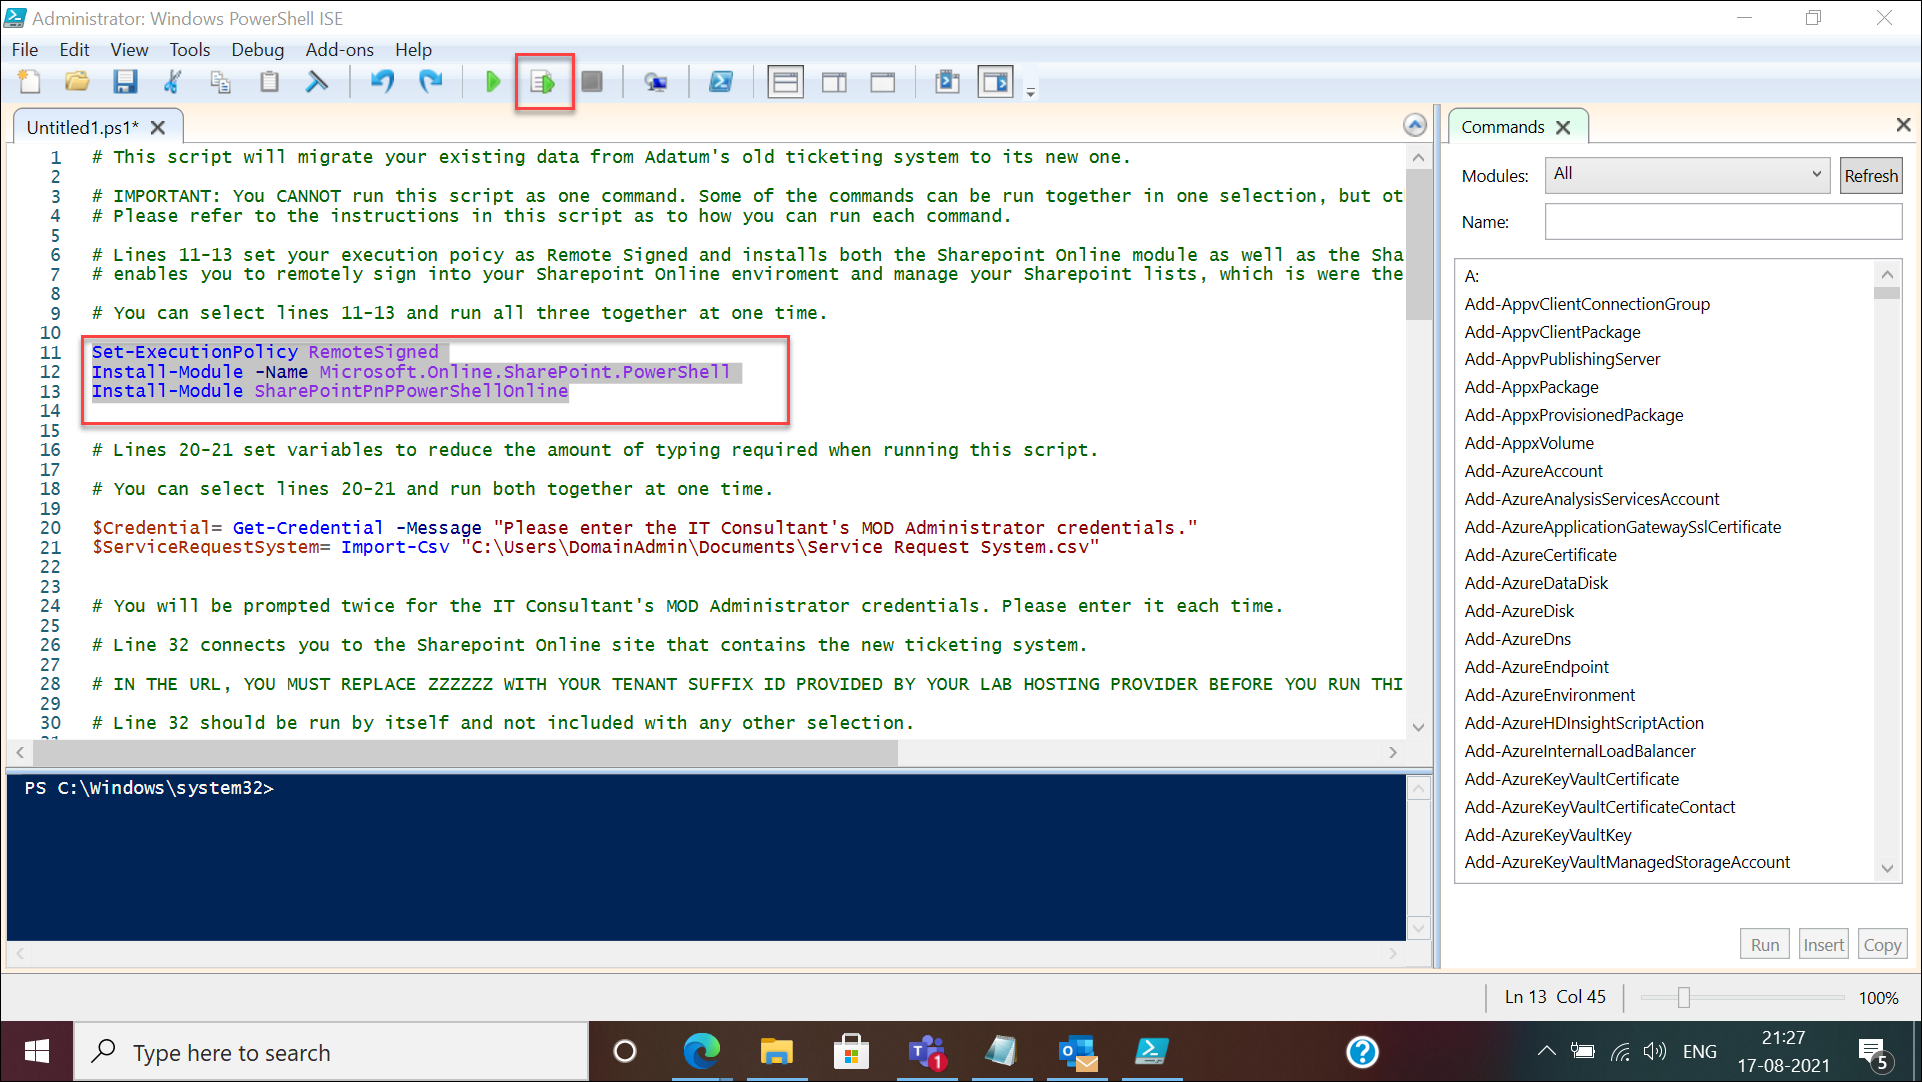 Administrator: Windows PowerShell ISE
File Edit View Tools Debug Add-ons Help
Untitled1.ps1*
1 # This script will migrate your existing data from Adatum's old ticketing system to its new one.
2
3 # IMPORTANT: You CANNOT run this script as one command. Some of the commands can be run together in one selection, but ot
4 # Please refer to the instructions in this script as to how you can run each command.
5
6 # Lines 11-13 set your execution poicy as Remote Signed and installs both the Sharepoint Online module as well as the Sha
7 # enables you to remotely sign into your Sharepoint Online enviroment and manage your Sharepoint lists, which is were the
8
9 # You can select lines 11-13 and run all three together at one time.
10
11 Set-ExecutionPolicy RemoteSigned
12 Install-Module -Name Microsoft.Online.SharePoint.PowerShell
13 Install-Module SharePointPnPPowerShellOnline
14
15
16 # Lines 20-21 set variables to reduce the amount of typing required when running this script.
17
18 # You can select lines 20-21 and run both together at one time.
19
20 $Credential= Get-Credential -Message "Please enter the IT Consultant's MOD Administrator credentials."
21 $ServiceRequestSystem= Import-Csv "C:\Users\DomainAdmin\Documents\Service Request System.csv"
22
23
24 # You will be prompted twice for the IT Consultant's MOD Administrator credentials. Please enter it each time.
25
26 # Line 32 connects you to the Sharepoint Online site that contains the new ticketing system.
27
28 # IN THE URL, YOU MUST REPLACE ZZZZZZ WITH YOUR TENANT SUFFIX ID PROVIDED BY YOUR LAB HOSTING PROVIDER BEFORE YOU RUN THI
29
30 # Line 32 should be run by itself and not included with any other selection.
PS C:\Windows\system32>
Commands
Modules: All Refresh
Name:
A:
Add-AppvClientConnectionGroup
Add-AppvClientPackage
Add-AppvPublishingServer
Add-AppxPackage
Add-AppxProvisionedPackage
Add-AppxVolume
Add-AzureAccount
Add-AzureAnalysisServicesAccount
Add-AzureApplicationGatewaySslCertificate
Add-AzureCertificate
Add-AzureDataDisk
Add-AzureDisk
Add-AzureDns
Add-AzureEndpoint
Add-AzureEnvironment
Add-AzureHDInsightScriptAction
Add-AzureInternalLoadBalancer
Add-AzureKeyVaultCertificate
Add-AzureKeyVaultCertificateContact
Add-AzureKeyVaultKey
Add-AzureKeyVaultManagedStorageAccount
Run Insert Copy
Ln 13 Col 45 100%
Type here to search
1
ENG
21:27
17-08-2021
5